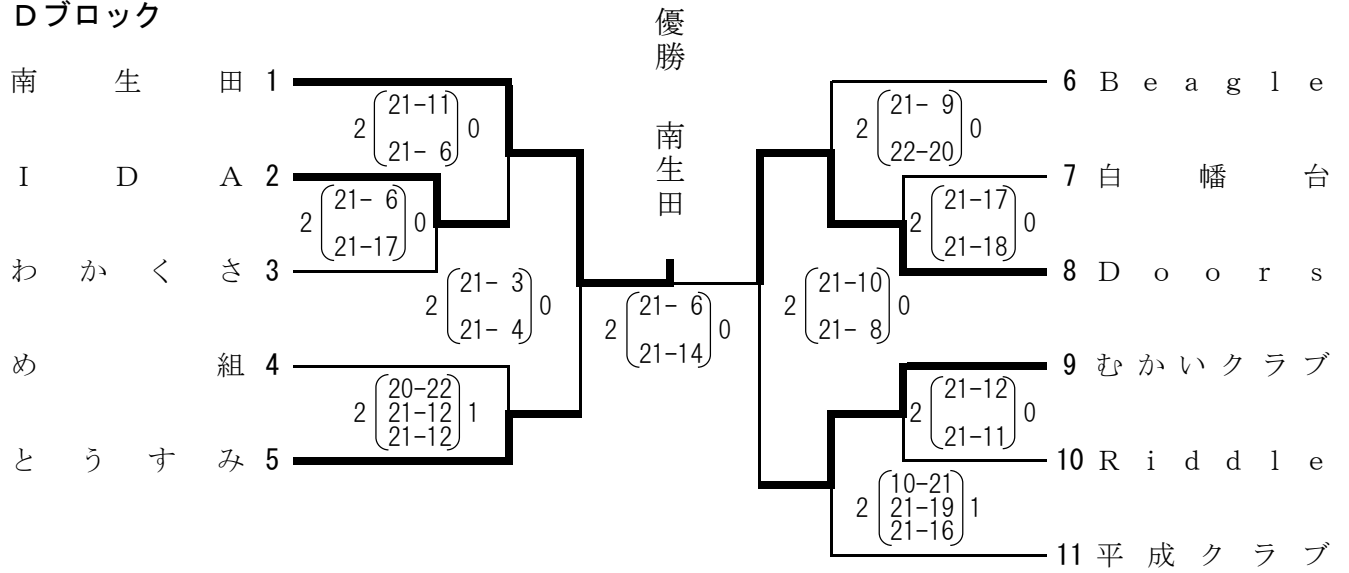 Dブロック
優勝 南生田
南生田 1
2 21-11 0
21- 6
IDA 2
2 21- 6 0
21-17
わかくさ 3
2 21- 3 0
21- 4
め組 4
2 20-22 1
21-12
21-12
とうすみ 5
2 21- 6 0
21-14
6 Beagle
2 21- 9 0
22-20
7 白幡台
2 21-17 0
21-18
8 Doors
2 21-10 0
21- 8
9 むかいクラブ
2 21-12 0
21-11
10 Riddle
2 10-21 1
21-19
21-16
11 平成クラブ